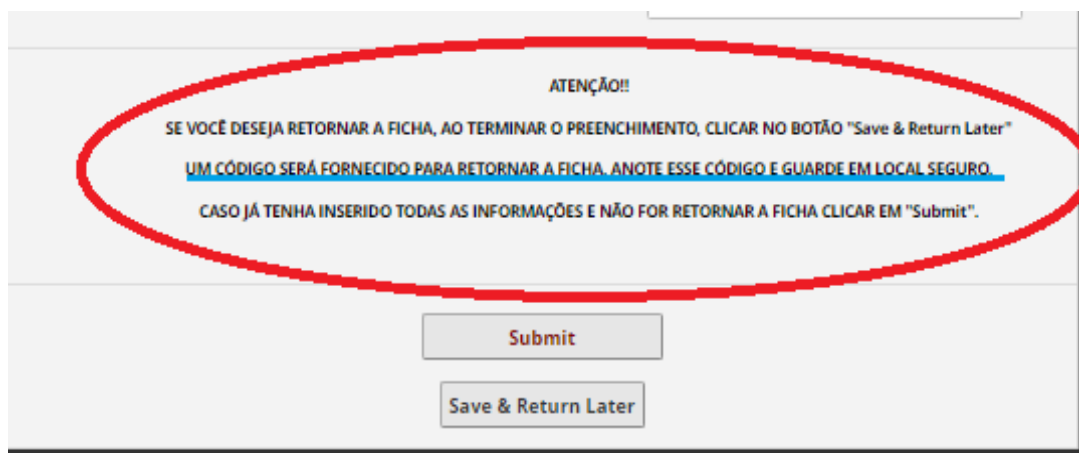 ATENÇÃO!!
SE VOCÊ DESEJA RETORNAR A FICHA, AO TERMINAR O PREENCHIMENTO, CLICAR NO BOTÃO "Save & Return Later"
UM CÓDIGO SERÁ FORNECIDO PARA RETORNAR A FICHA. ANOTE ESSE CÓDIGO E GUARDE EM LOCAL SEGURO.
CASO JÁ TENHA INSERIDO TODAS AS INFORMAÇÕES E NÃO FOR RETORNAR A FICHA CLICAR EM "Submit".
Submit
Save & Return Later